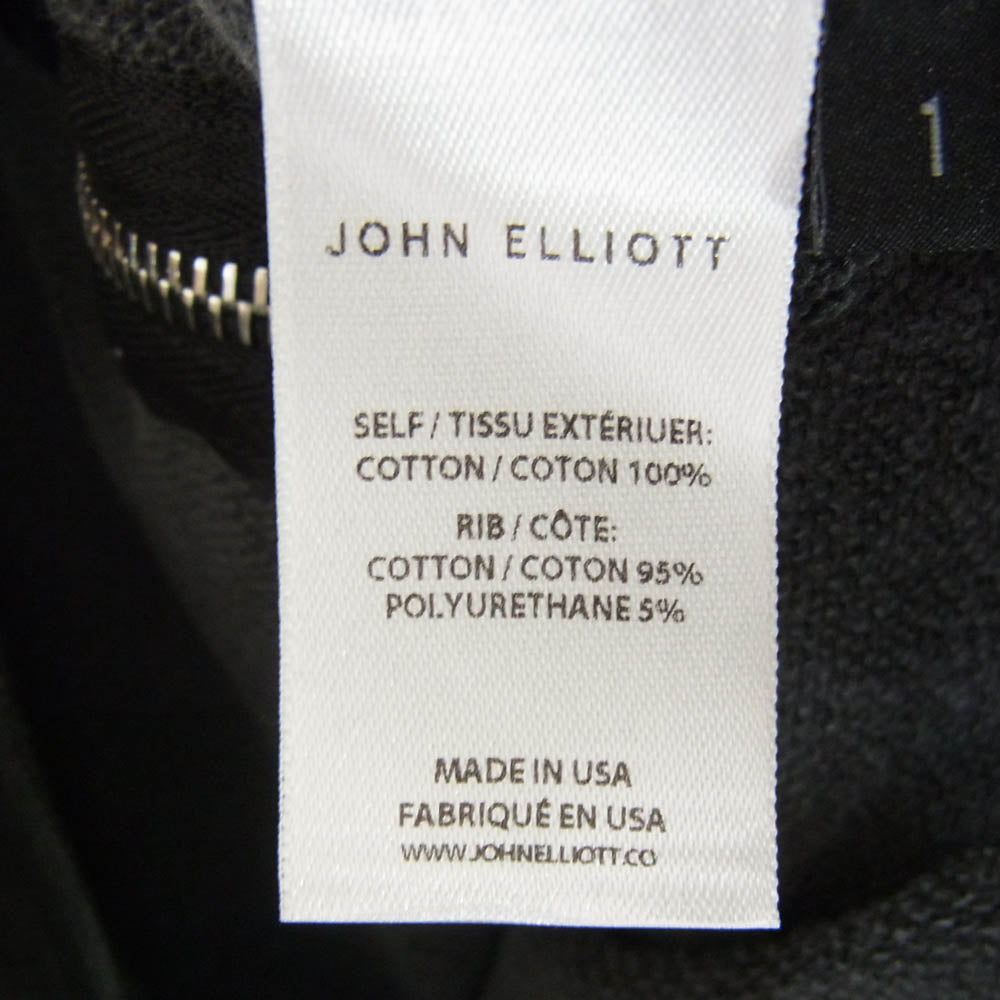 JOHN ELLIOTT
1
SELF / TISSU EXTÉRIUER:
COTTON / COTON 100%
RIB / CÔTE:
COTTON / COTON 95%
POLYURETHANE 5%
MADE IN USA
FABRIQUÉ EN USA
WWW.JOHNELLIOTT.CO